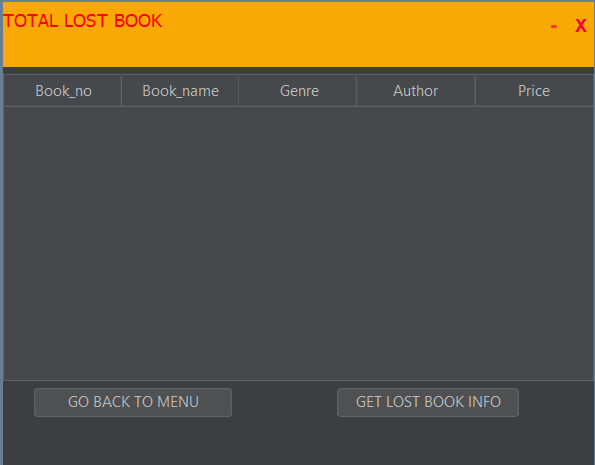 TOTAL LOST BOOK
- X
Book_no Book_name Genre Author Price
GO BACK TO MENU GET LOST BOOK INFO